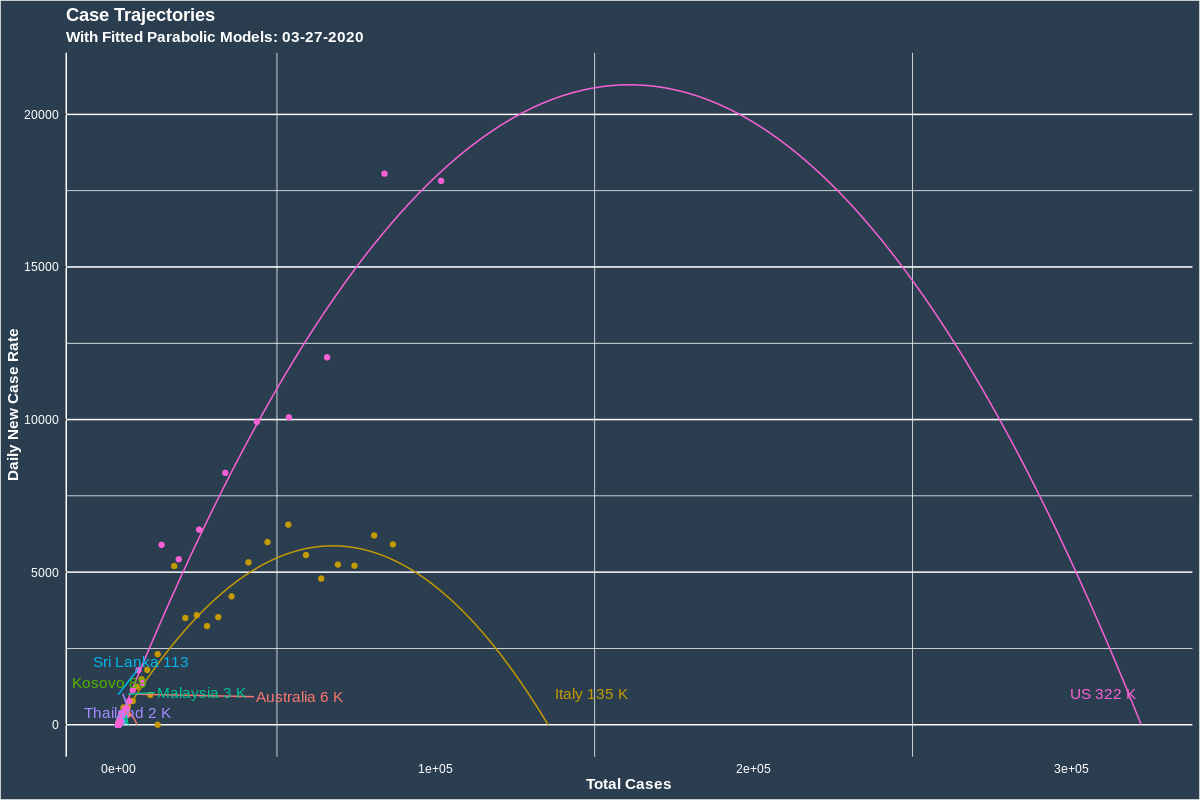 Case Trajectories
With Fitted Parabolic Models: 03-27-2020
Daily New Case Rate
20000
15000
10000
5000
0
Sri Lanka 113
Kosovo
Malaysia 3 K
Australia 6 K
Thailand 2 K
Italy 135 K
US 322 K
0e+00
1e+05
2e+05
3e+05
Total Cases